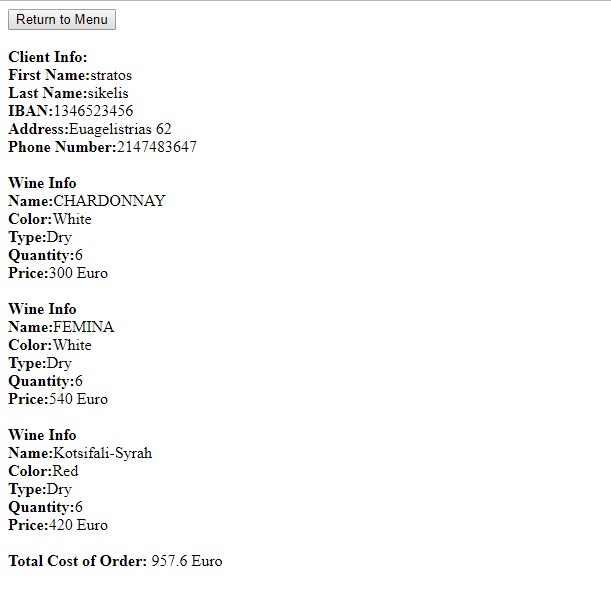 Return to Menu
Client Info:
First Name:stratos
Last Name:sikelis
IBAN:1346523456
Address:Euagelistrias 62
Phone Number:2147483647
Wine Info
Name:CHARDONNAY
Color:White
Type:Dry
Quantity:6
Price:300 Euro
Wine Info
Name:FEMINA
Color:White
Type:Dry
Quantity:6
Price:540 Euro
Wine Info
Name:Kotsifali-Syrah
Color:Red
Type:Dry
Quantity:6
Price:420 Euro
Total Cost of Order: 957.6 Euro